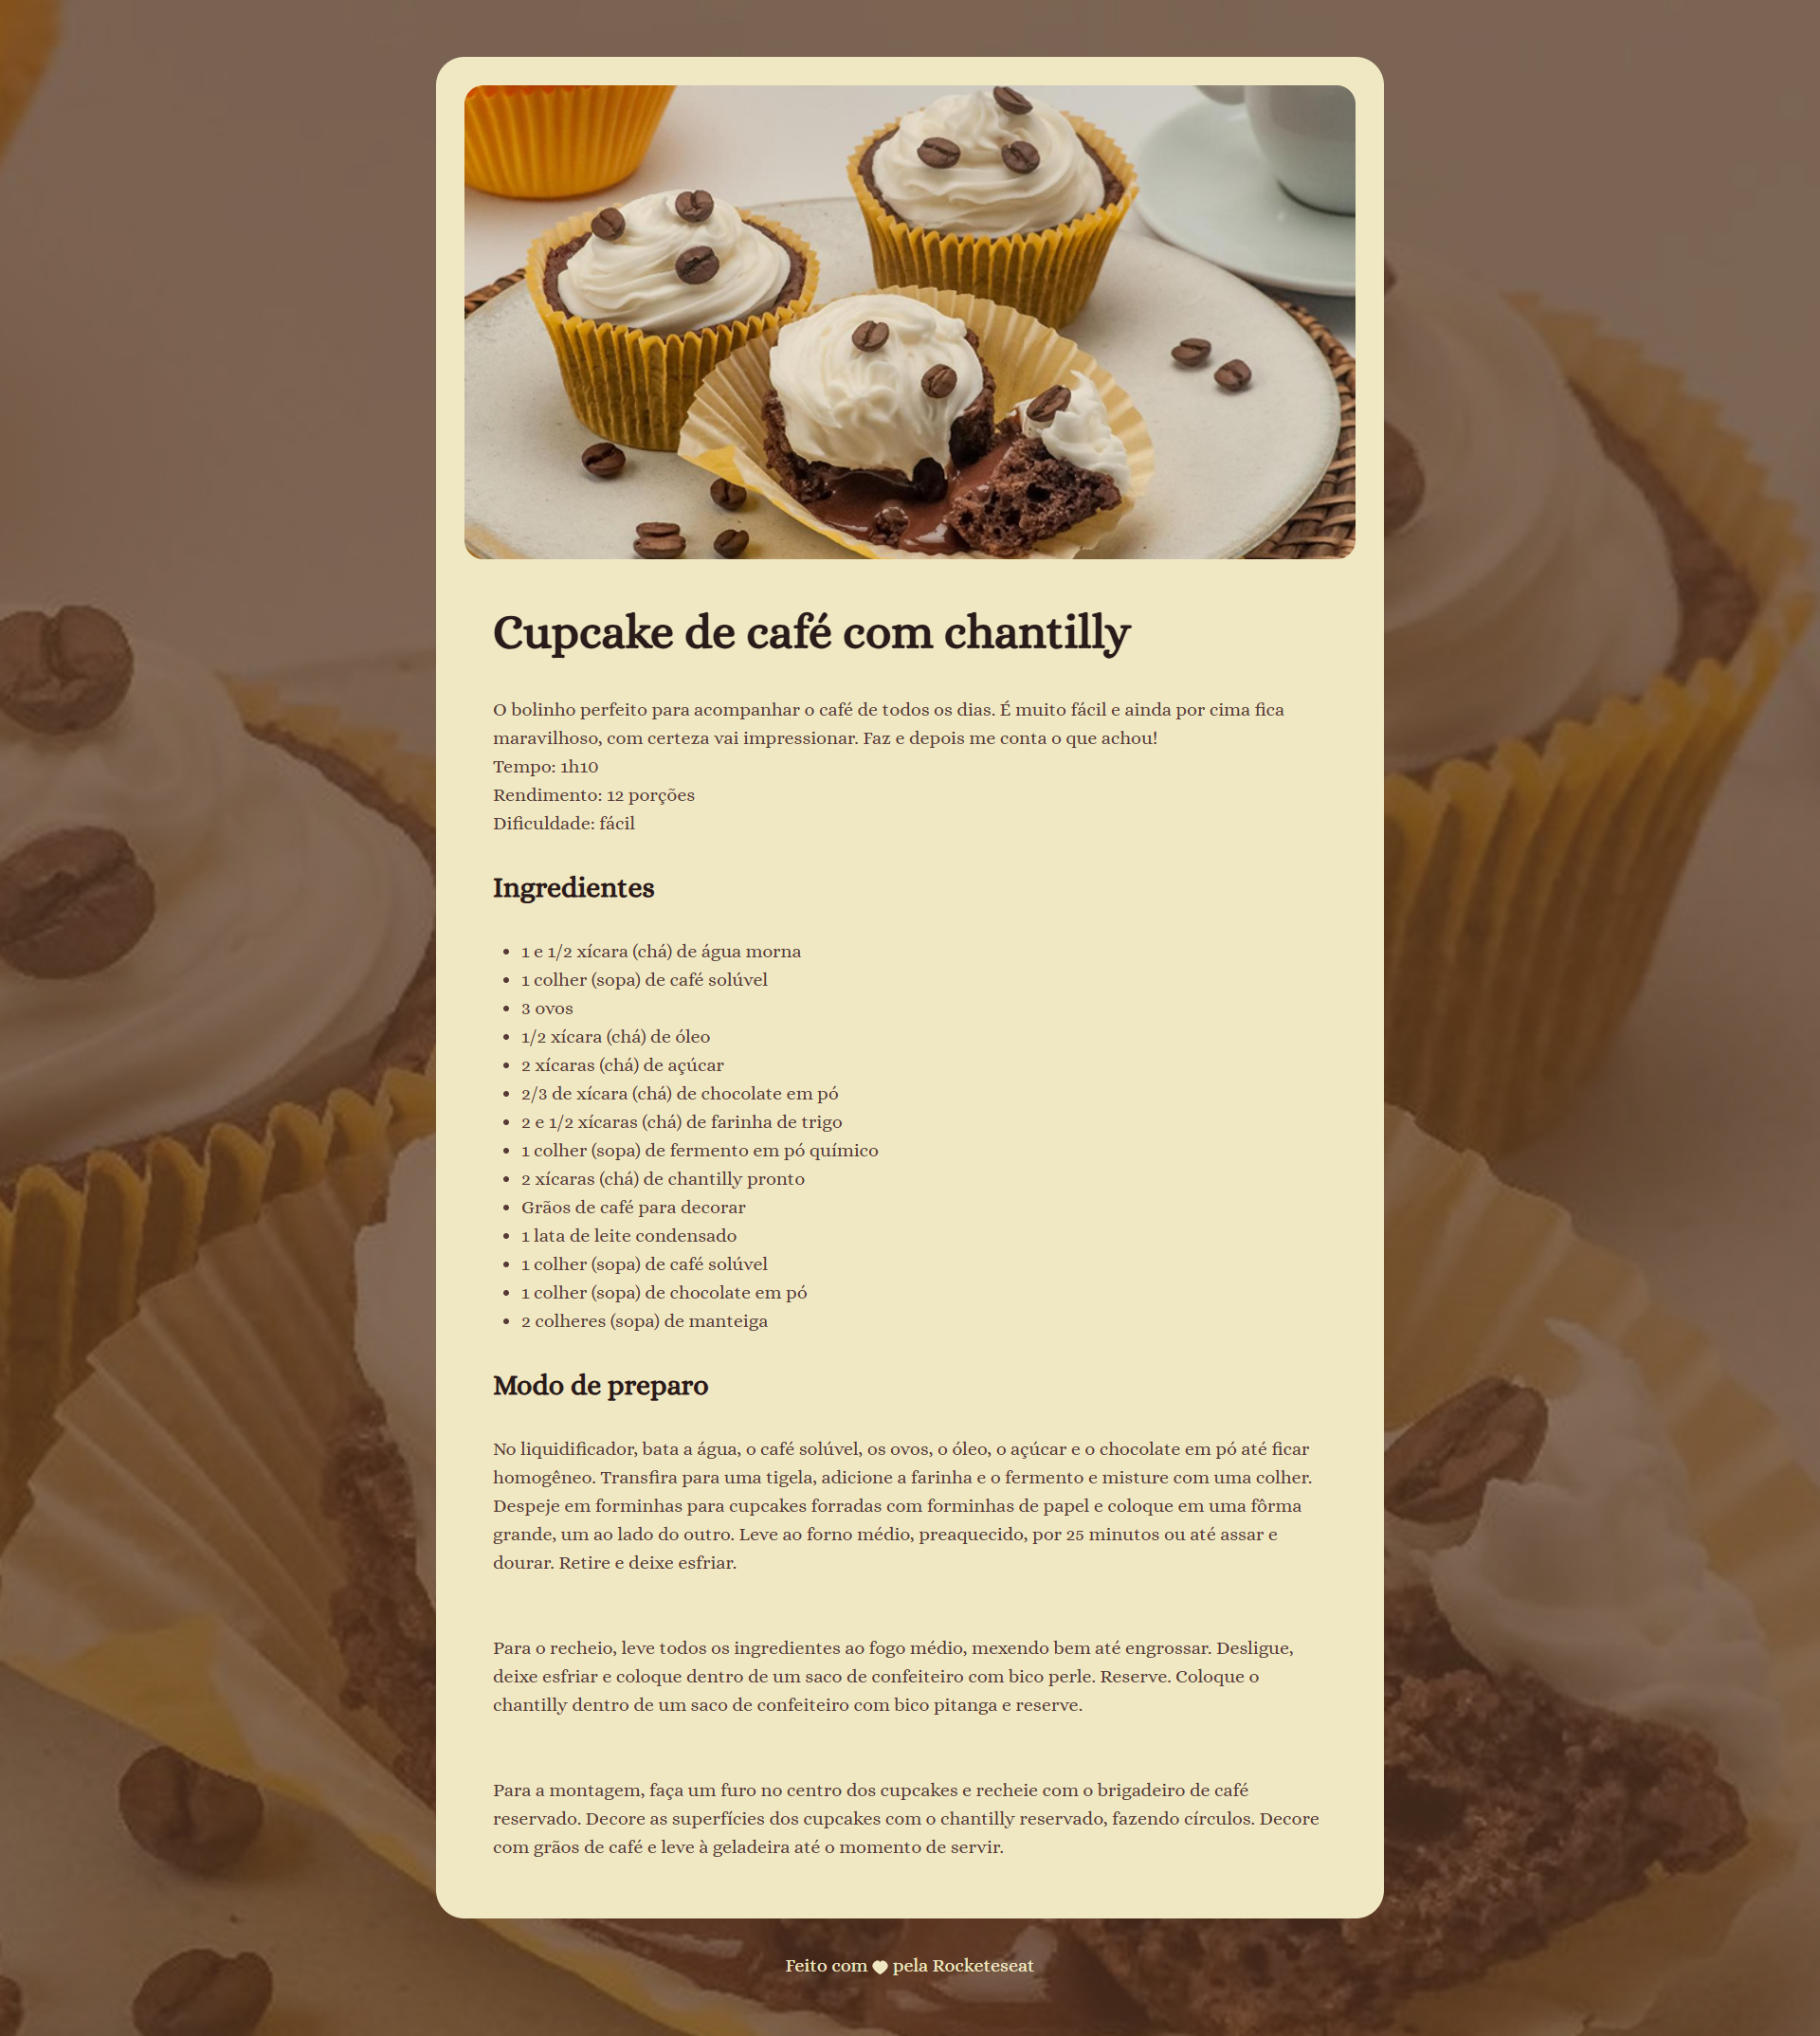 Cupcake de café com chantilly
O bolinho perfeito para acompanhar o café de todos os dias. É muito fácil e ainda por cima fica
maravilhoso, com certeza vai impressionar. Faz e depois me conta o que achou!
Tempo: 1h10
Rendimento: 12 porções
Dificuldade: fácil
Ingredientes
• 1 e 1/2 xícara (chá) de água morna
• 1 colher (sopa) de café solúvel
• 3 ovos
• 1/2 xícara (chá) de óleo
• 2 xícaras (chá) de açúcar
• 2/3 de xícara (chá) de chocolate em pó
• 2 e 1/2 xícaras (chá) de farinha de trigo
• 1 colher (sopa) de fermento em pó químico
• 2 xícaras (chá) de chantilly pronto
• Grãos de café para decorar
• 1 lata de leite condensado
• 1 colher (sopa) de café solúvel
• 1 colher (sopa) de chocolate em pó
• 2 colheres (sopa) de manteiga
Modo de preparo
No liquidificador, bata a água, o café solúvel, os ovos, o óleo, o açúcar e o chocolate em pó até ficar
homogêneo. Transfira para uma tigela, adicione a farinha e o fermento e misture com uma colher.
Despeje em forminhas para cupcakes forradas com forminhas de papel e coloque em uma fôrma
grande, um ao lado do outro. Leve ao forno médio, preaquecido, por 25 minutos ou até assar e
dourar. Retire e deixe esfriar.
Para o recheio, leve todos os ingredientes ao fogo médio, mexendo bem até engrossar. Desligue,
deixe esfriar e coloque dentro de um saco de confeiteiro com bico perle. Reserve. Coloque o
chantilly dentro de um saco de confeiteiro com bico pitanga e reserve.
Para a montagem, faça um furo no centro dos cupcakes e recheie com o brigadeiro de café
reservado. Decore as superfícies dos cupcakes com o chantilly reservado, fazendo círculos. Decore
com grãos de café e leve à geladeira até o momento de servir.
Feito com pela Rocketeseat